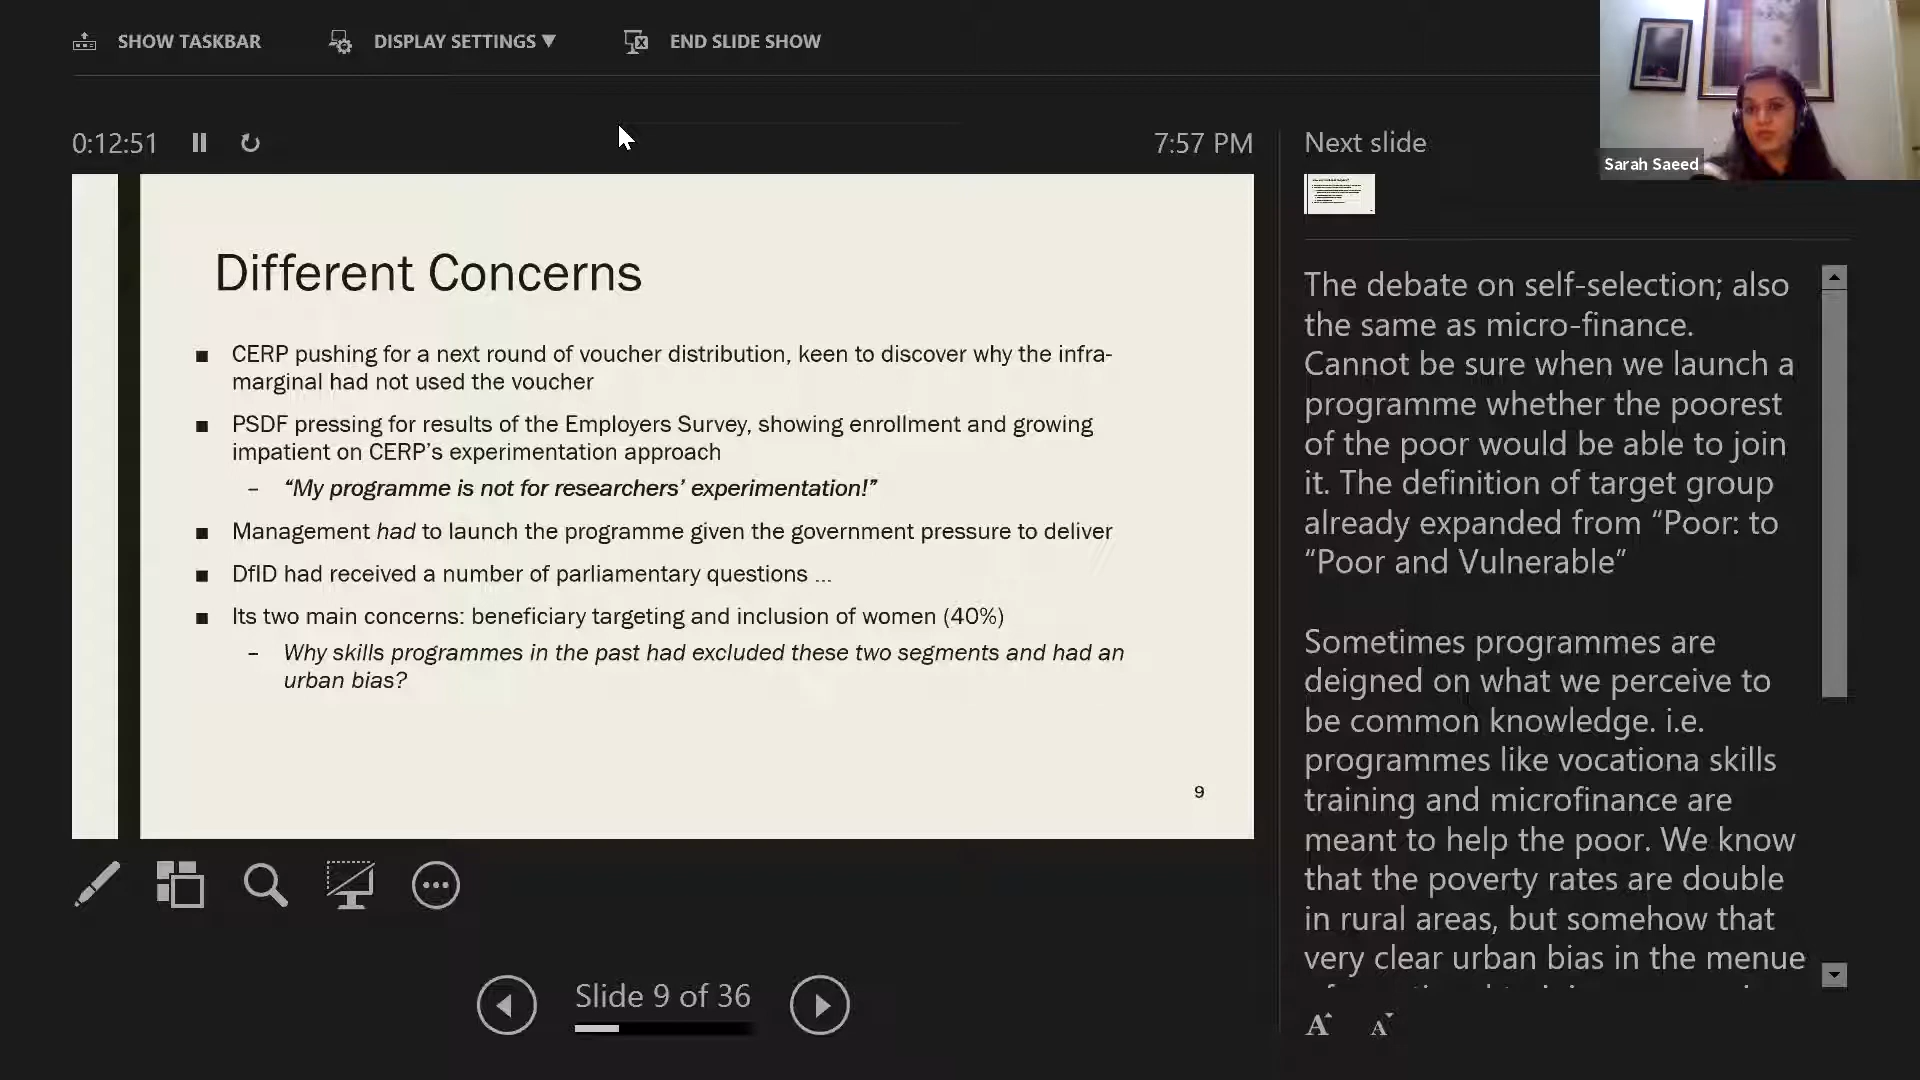 SHOW TASKBAR
DISPLAY SETTINGS ▼
END SLIDE SHOW
0:12:51
7:57 PM
Next slide
Sarah Saeed
Different Concerns
■ CERP pushing for a next round of voucher distribution, keen to discover why the infra-
marginal had not used the voucher
■ PSDF pressing for results of the Employers Survey, showing enrollment and growing
impatient on CERP’s experimentation approach
– “My programme is not for researchers’ experimentation!”
■ Management had to launch the programme given the government pressure to deliver
■ DfID had received a number of parliamentary questions ...
■ Its two main concerns: beneficiary targeting and inclusion of women (40%)
– Why skills programmes in the past had excluded these two segments and had an
urban bias?
9
The debate on self-selection; also
the same as micro-finance.
Cannot be sure when we launch a
programme whether the poorest
of the poor would be able to join
it. The definition of target group
already expanded from “Poor: to
“Poor and Vulnerable”
Sometimes programmes are
deigned on what we perceive to
be common knowledge. i.e.
programmes like vocationa skills
training and microfinance are
meant to help the poor. We know
that the poverty rates are double
in rural areas, but somehow that
very clear urban bias in the menue
Slide 9 of 36
A A